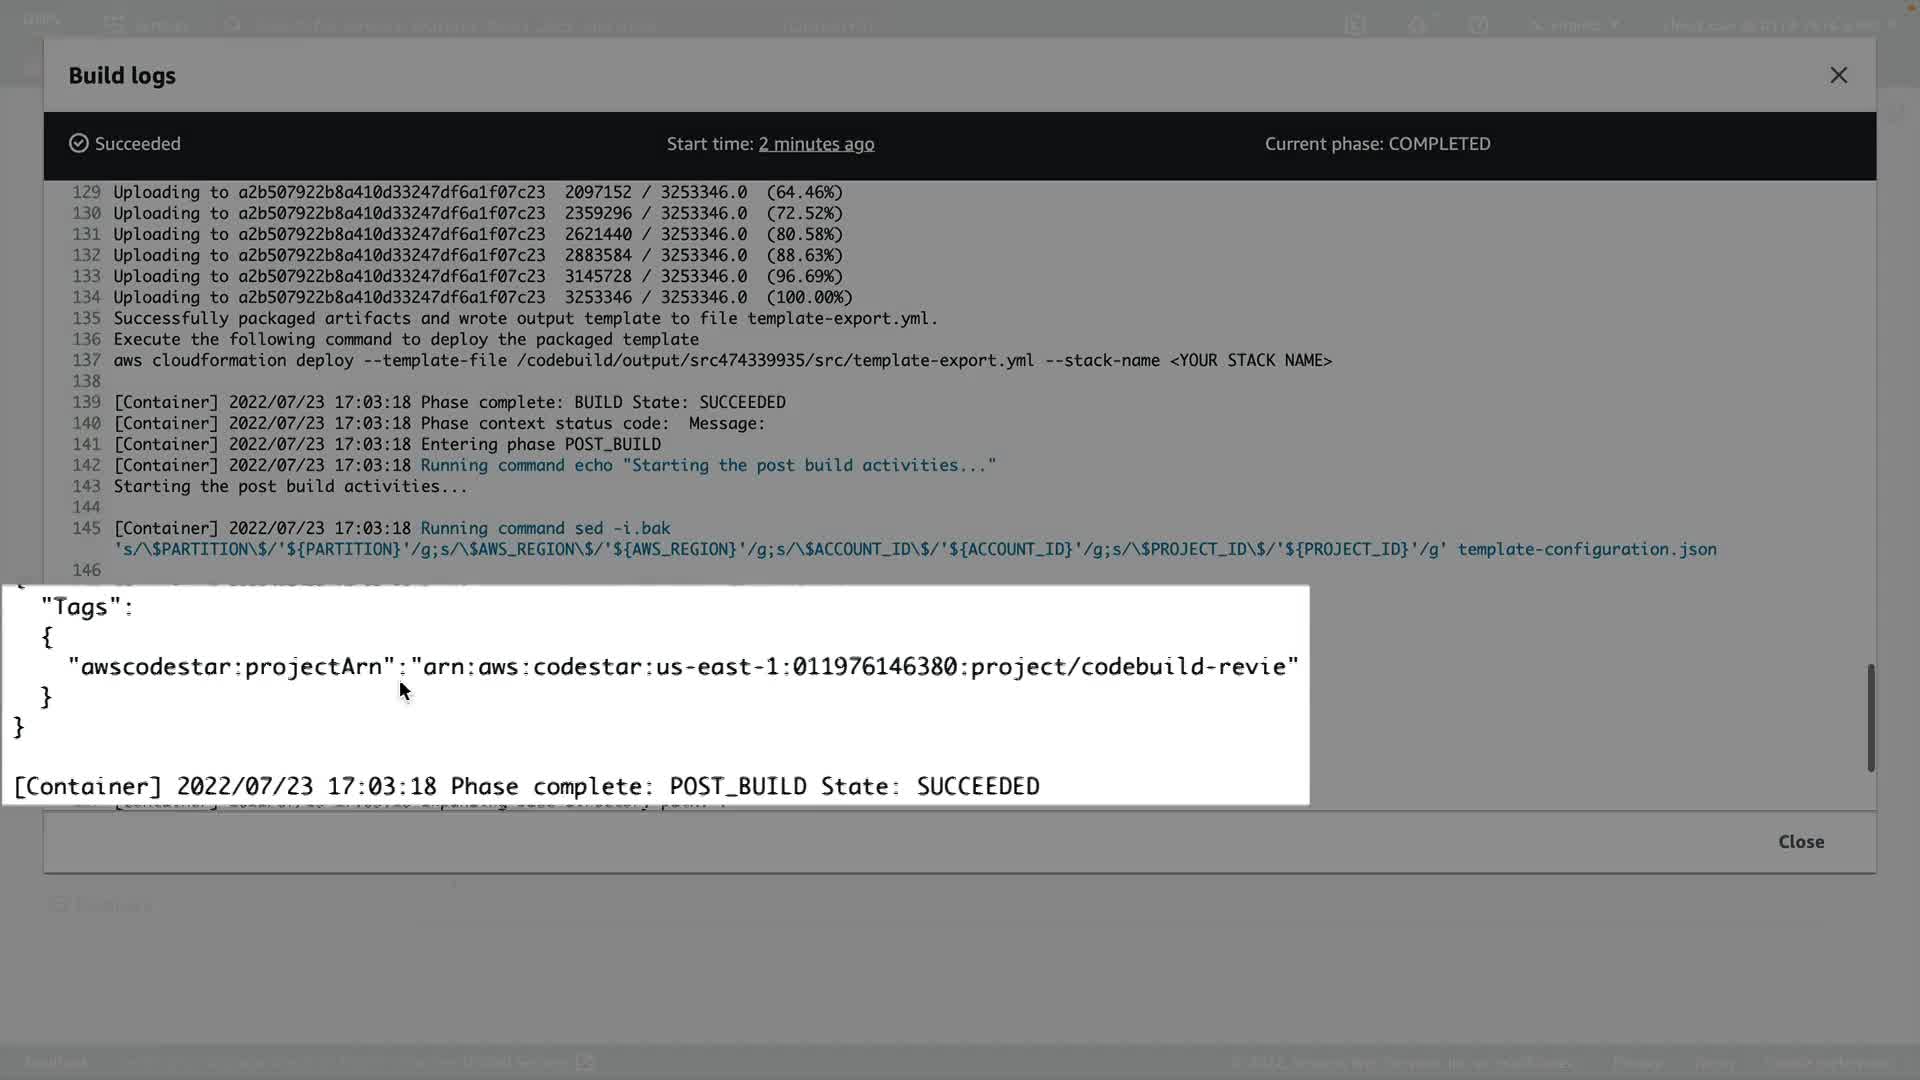 Build logs
Succeeded
Start time: 2 minutes ago
Current phase: COMPLETED
129 Uploading to a2b507922b8a410d33247df6a1f07c23  2097152 / 3253346.0  (64.46%)
130 Uploading to a2b507922b8a410d33247df6a1f07c23  2359296 / 3253346.0  (72.52%)
131 Uploading to a2b507922b8a410d33247df6a1f07c23  2621440 / 3253346.0  (80.58%)
132 Uploading to a2b507922b8a410d33247df6a1f07c23  2883584 / 3253346.0  (88.63%)
133 Uploading to a2b507922b8a410d33247df6a1f07c23  3145728 / 3253346.0  (96.69%)
134 Uploading to a2b507922b8a410d33247df6a1f07c23  3253346 / 3253346.0  (100.00%)
135 Successfully packaged artifacts and wrote output template to file template-export.yml.
136 Execute the following command to deploy the packaged template
137 aws cloudformation deploy --template-file /codebuild/output/src474339935/src/template-export.yml --stack-name <YOUR STACK NAME>
138
139 [Container] 2022/07/23 17:03:18 Phase complete: BUILD State: SUCCEEDED
140 [Container] 2022/07/23 17:03:18 Phase context status code:  Message:
141 [Container] 2022/07/23 17:03:18 Entering phase POST_BUILD
142 [Container] 2022/07/23 17:03:18 Running command echo "Starting the post build activities..."
143 Starting the post build activities...
144
145 [Container] 2022/07/23 17:03:18 Running command sed -i.bak
's/\$PARTITION\$/'${PARTITION}'/g;s/\$AWS_REGION\$/'${AWS_REGION}'/g;s/\$ACCOUNT_ID\$/'${ACCOUNT_ID}'/g;s/\$PROJECT_ID\$/'${PROJECT_ID}'/g' template-configuration.json
146
"Tags":
{
"awscodestar:projectArn":"arn:aws:codestar:us-east-1:011976146380:project/codebuild-revie"
}
}
[Container] 2022/07/23 17:03:18 Phase complete: POST_BUILD State: SUCCEEDED
Close